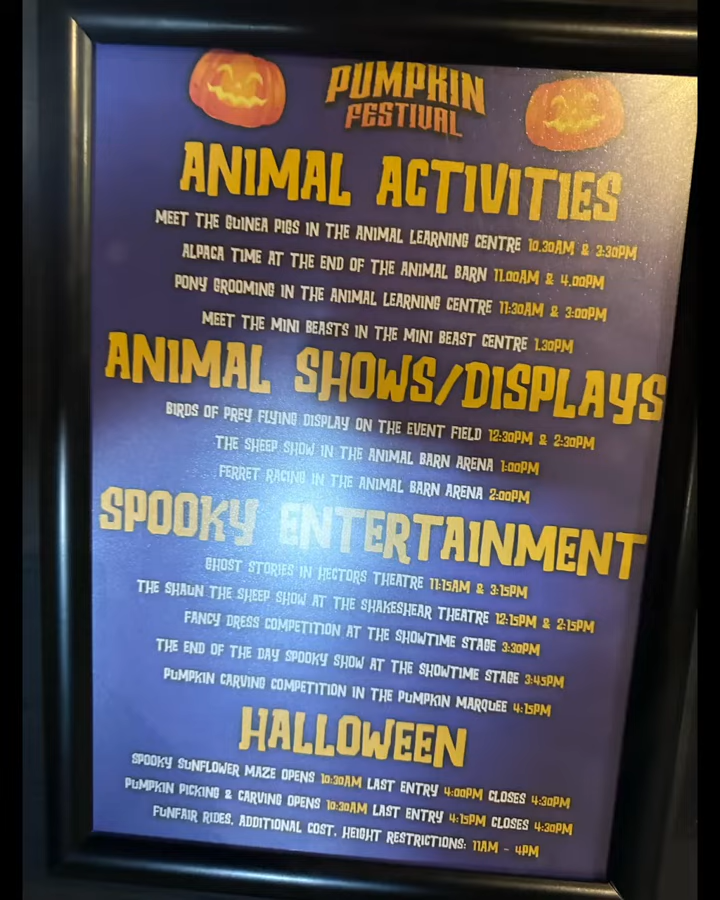 PUMPKIN
FESTIVAL
ANIMAL ACTIVITIES
MEET THE GUINEA PIGS IN THE ANIMAL LEARNING CENTRE 10.30AM & 3:30PM
ALPACA TIME AT THE END OF THE ANIMAL BARN 11.00AM & 4.00PM
PONY GROOMING IN THE ANIMAL LEARNING CENTRE 11:30AM & 3:00PM
MEET THE MINI BEASTS IN THE MINI BEAST CENTRE 1.30PM
ANIMAL SHOWS/DISPLAYS
BIRDS OF PREY FLYING DISPLAY ON THE EVENT FIELD 12:30PM & 2:30PM
THE SHEEP SHOW IN THE ANIMAL BARN ARENA 1:00PM
FERRET RACING IN THE ANIMAL BARN ARENA 2:00PM
SPOOKY ENTERTAINMENT
GHOST STORIES IN HECTORS THEATRE 11:15AM & 3:15PM
THE SHAUN THE SHEEP SHOW AT THE SHAKESHEAR THEATRE 12:15PM & 2:15PM
FANCY DRESS COMPETITION AT THE SHOWTIME STAGE 3:30PM
THE END OF THE DAY SPOOKY SHOW AT THE SHOWTIME STAGE 3:45PM
PUMPKIN CARVING COMPETITION IN THE PUMPKIN MARQUEE 4:15PM
HALLOWEEN
SPOOKY SUNFLOWER MAZE OPENS 10:30AM LAST ENTRY 4:00PM CLOSES 4:30PM
PUMPKIN PICKING & CARVING OPENS 10:30AM LAST ENTRY 4:15PM CLOSES 4:30PM
FUNFAIR RIDES. ADDITIONAL COST. HEIGHT RESTRICTIONS: 11AM - 4PM